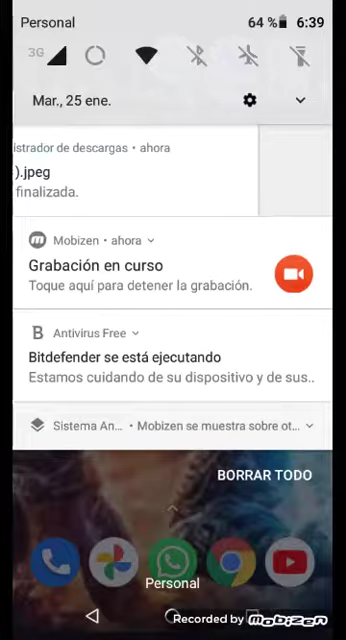 Personal 64 % 6:39
3G
Mar., 25 ene.
istrador de descargas • ahora
).jpeg
finalizada.
Mobizen • ahora
Grabación en curso
Toque aquí para detener la grabación.
Antivirus Free
Bitdefender se está ejecutando
Estamos cuidando de su dispositivo y de sus..
Sistema An... • Mobizen se muestra sobre ot...
BORRAR TODO
Personal
Recorded by mobizen